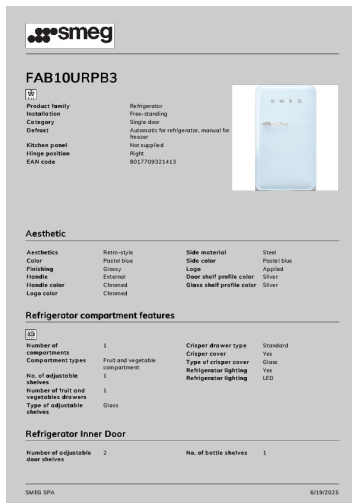 smeg
FAB10URPB3
Product family Refrigerator
Installation Free-standing
Category Single door
Defrost Automatic for refrigerator, manual for
freezer
Kitchen panel Not supplied
Hinge position Right
EAN code 8017709321413
SMEG
Aesthetic
Aesthetics Retro-style Side material Steel
Color Pastel blue Side color Pastel blue
Finishing Glossy Logo Applied
Handle External Door shelf profile color Silver
Handle color Chromed Glass shelf profile color Silver
Logo color Chromed
Refrigerator compartment features
Number of 1 Crisper drawer type Standard
compartments Crisper cover Yes
Compartment types Fruit and vegetable Type of crisper cover Glass
compartment Refrigerator lighting Yes
No. of adjustable 1 Refrigerator lighting LED
shelves
Number of fruit and 1
vegetables drawers
Type of adjustable Glass
shelves
Refrigerator Inner Door
Number of adjustable 2 No. of bottle shelves 1
door shelves
SMEG SPA 6/19/2025